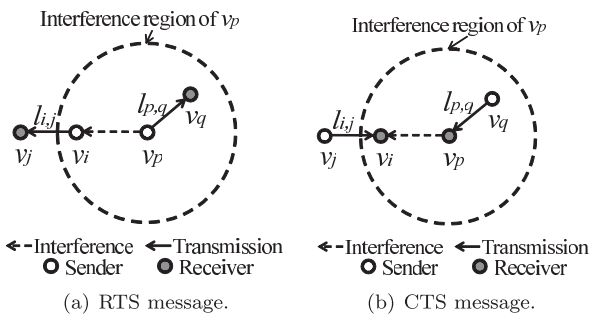 Interference region of vp
li,j
lp,q
vq
vj
vi
vp
Interference
Transmission
Sender
Receiver
(a) RTS message.
Interference region of vp
li,j
lp,q
vq
vj
vi
vp
Interference
Transmission
Sender
Receiver
(b) CTS message.